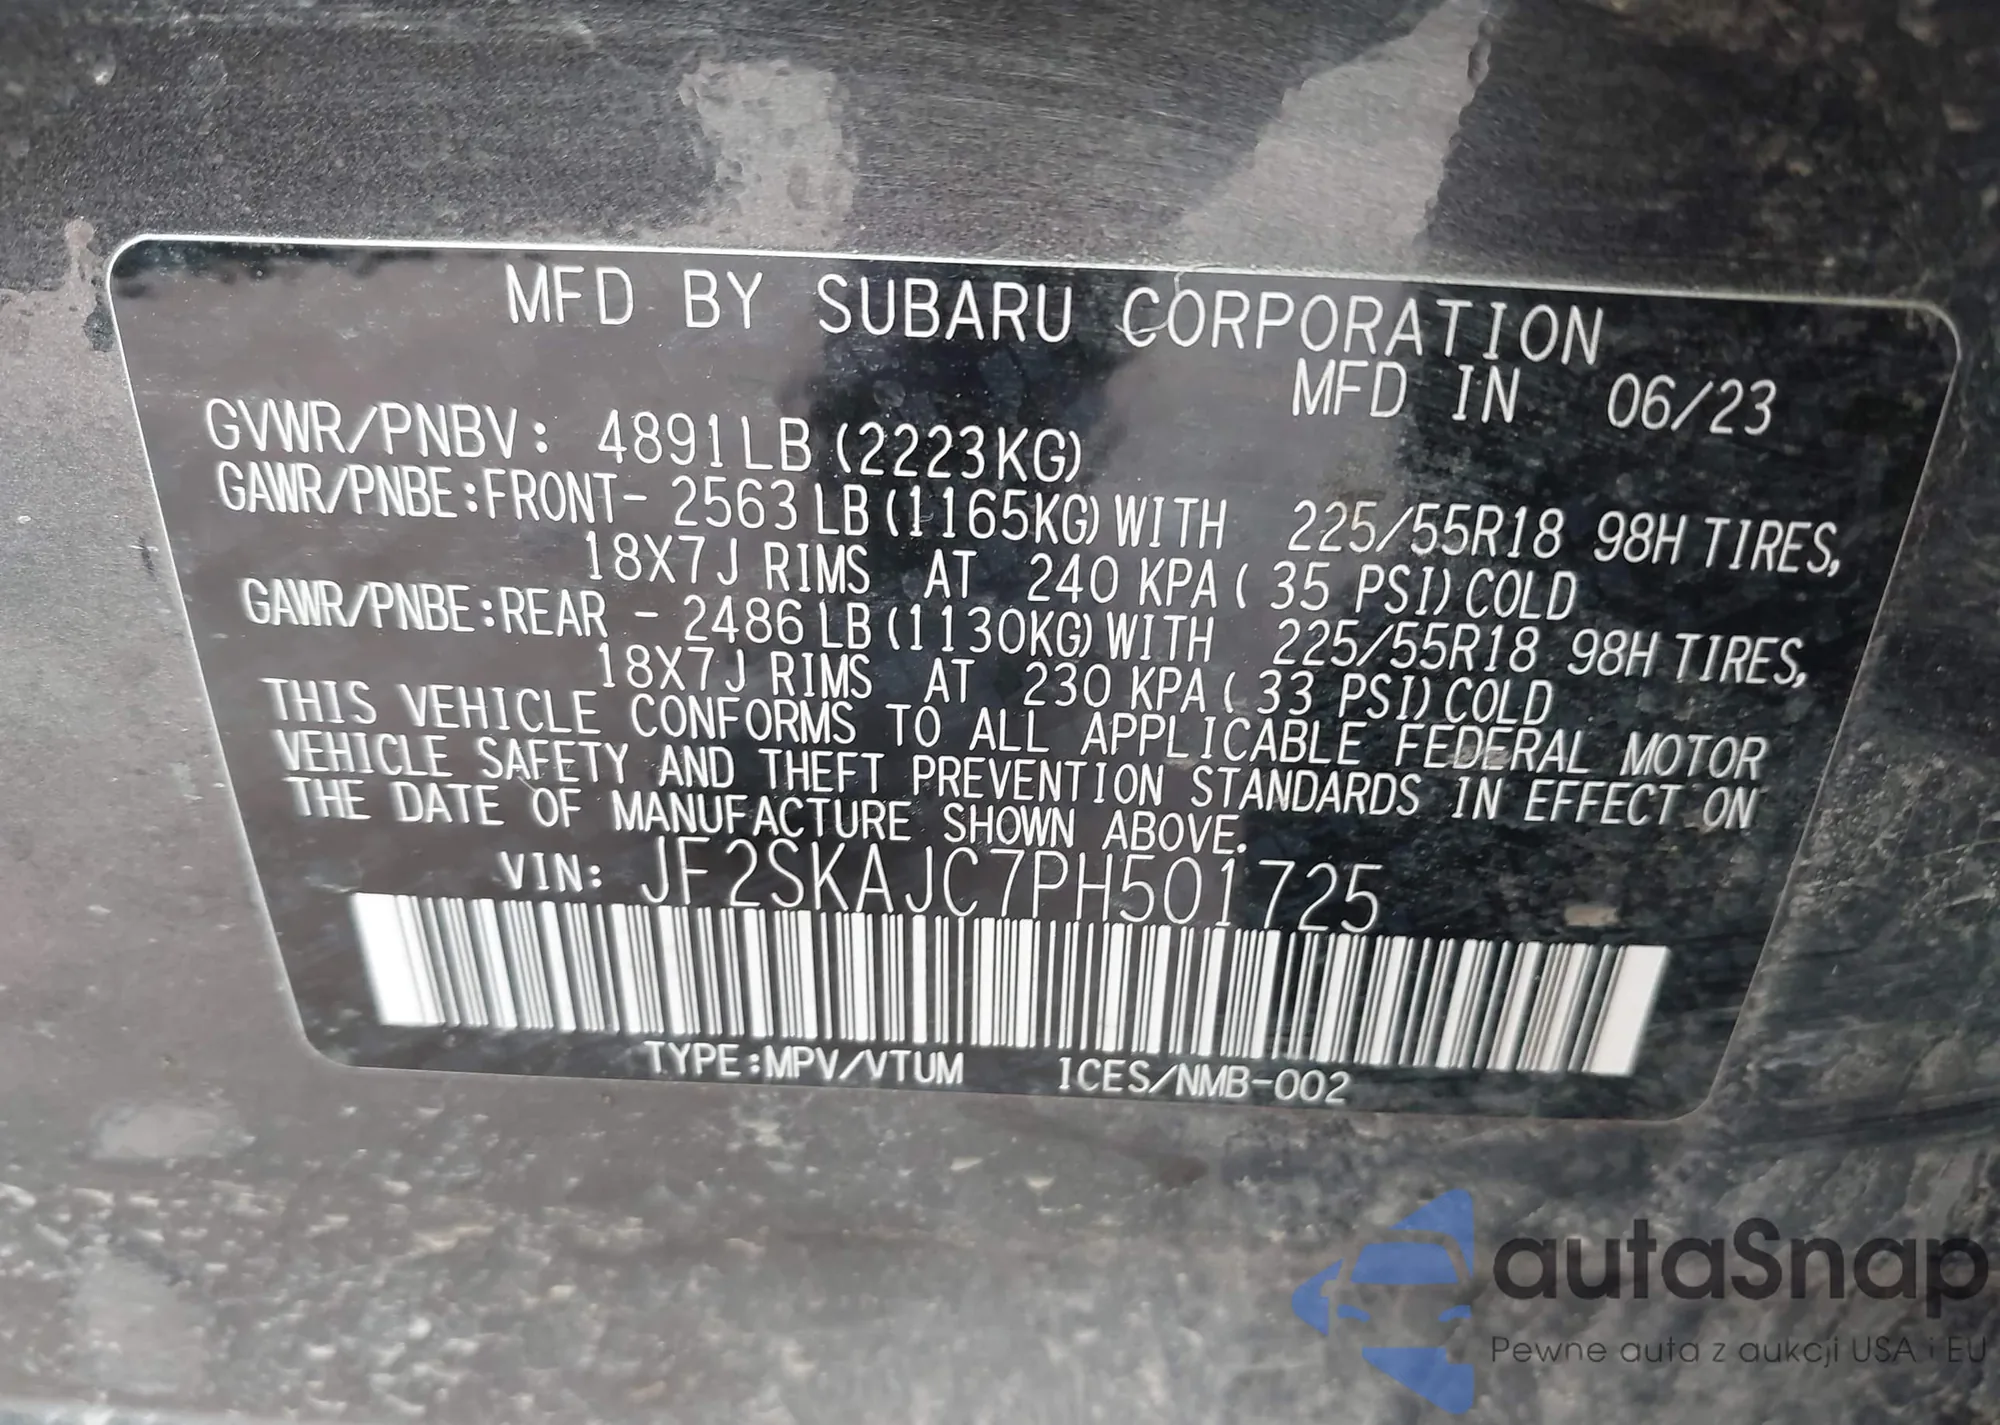 MFD BY SUBARU CORPORATION
MFD IN 06/23
GVWR/PNBV: 4891LB (2223KG)
GAWR/PNBE:FRONT- 2563 LB (1165KG) WITH 225/55R18 98H TIRES,
18X7J RIMS AT 240 KPA ( 35 PSI) COLD
GAWR/PNBE:REAR - 2486 LB (1130KG) WITH 225/55R18 98H TIRES,
18X7J RIMS AT 230 KPA ( 33 PSI) COLD
THIS VEHICLE CONFORMS TO ALL APPLICABLE FEDERAL MOTOR
VEHICLE SAFETY AND THEFT PREVENTION STANDARDS IN EFFECT ON
THE DATE OF MANUFACTURE SHOWN ABOVE.
VIN: JF2SKAJC7PH501725
TYPE:MPV/VTUM ICES/NMB-002
autaSnap
Pewne auta z aukcji USA i EU